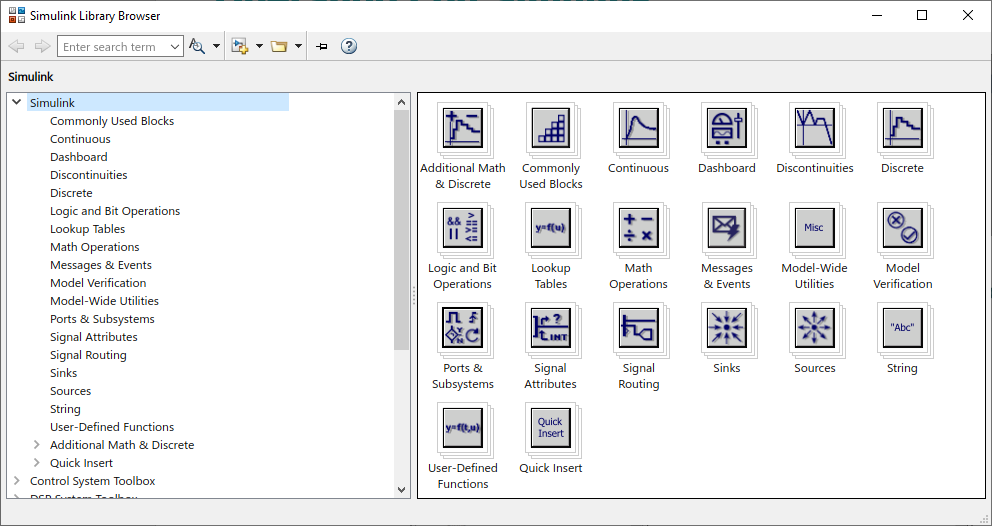 Simulink Library Browser
Enter search term
Simulink
Simulink
Commonly Used Blocks
Continuous
Dashboard
Discontinuities
Discrete
Logic and Bit Operations
Lookup Tables
Math Operations
Messages & Events
Model Verification
Model-Wide Utilities
Ports & Subsystems
Signal Attributes
Signal Routing
Sinks
Sources
String
User-Defined Functions
Additional Math & Discrete
Quick Insert
Control System Toolbox
DSP System Toolbox
Additional Math
& Discrete
Commonly
Used Blocks
Continuous
Dashboard
Discontinuities
Discrete
&& >
|| ==
<=
Logic and Bit
Operations
y=f(u)
Lookup
Tables
+ −
÷ ×
Math
Operations
Messages
& Events
Misc
Model-Wide
Utilities
Model
Verification
Y
N
Ports &
Subsystems
?
INT
Signal
Attributes
Signal
Routing
Sinks
Sources
"Abc"
String
y=f(t,u)
User-Defined
Functions
Quick
Insert
Quick Insert